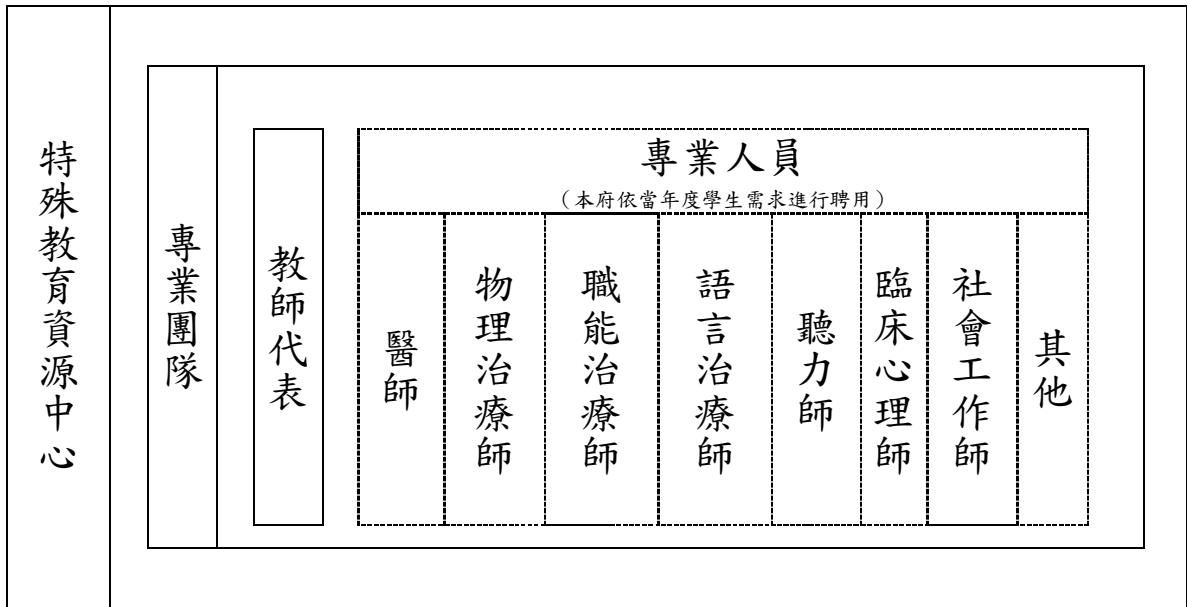 特殊教育資源中心
專業團隊
教師代表
專業人員
（本府依當年度學生需求進行聘用）
醫師
物理治療師
職能治療師
語言治療師
聽力師
臨床心理師
社會工作師
其他